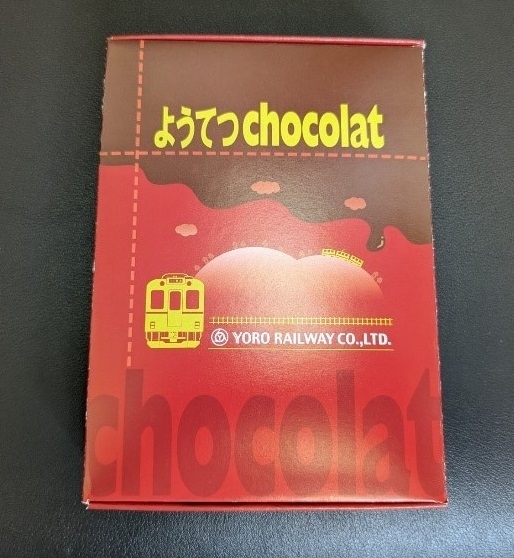 ようてつchocolat
YORO RAILWAY CO.,LTD.
chocolat